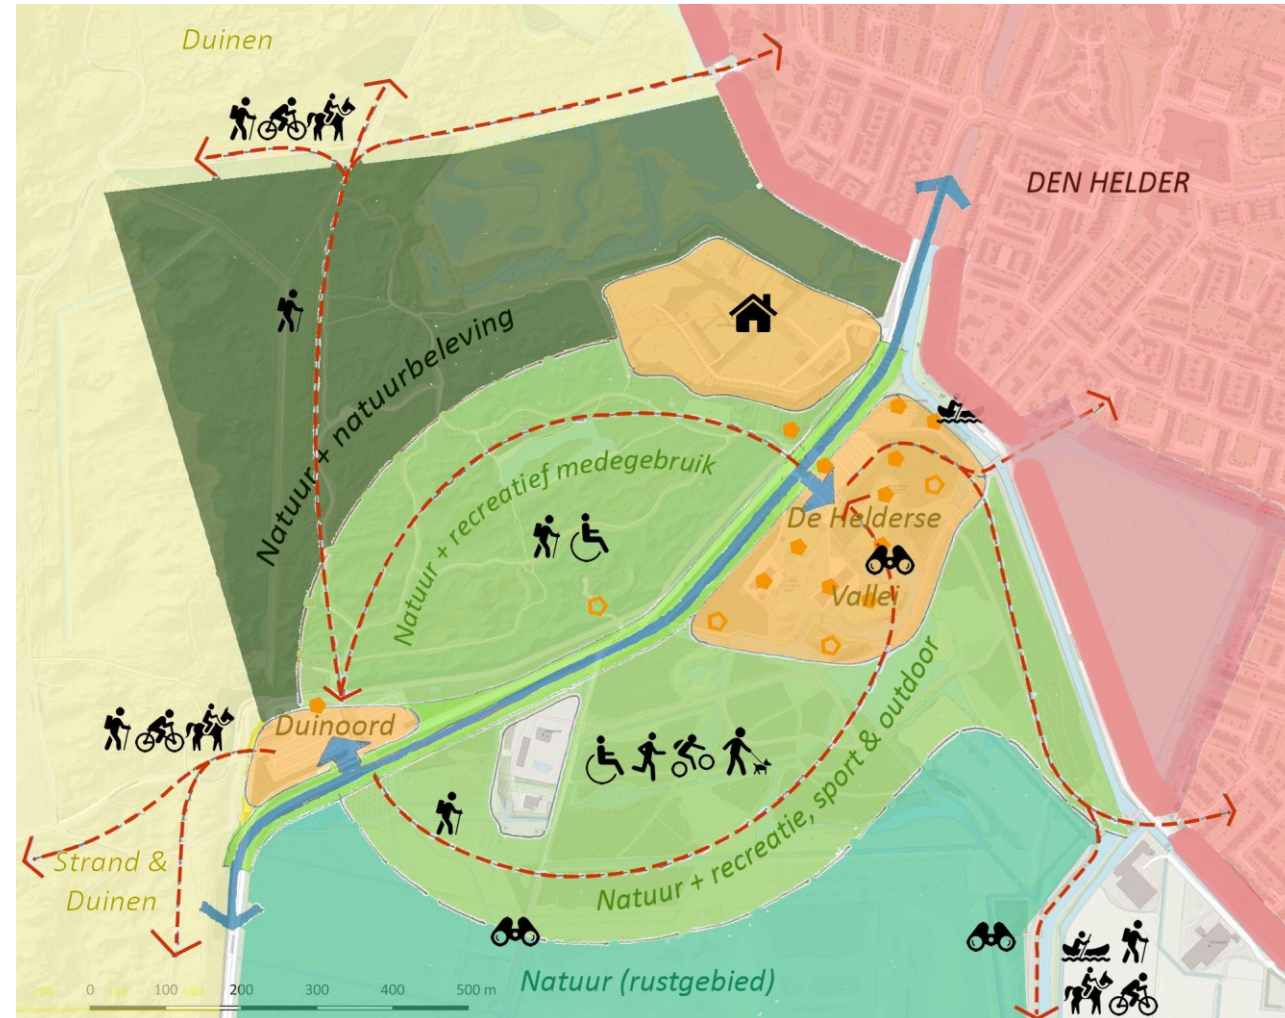 Duinen
DEN HELDER
Natuur + natuurbeleving
Natuur + recreatief medegebruik
De Helderse
Vallei
Duinoord
Natuur + recreatie, sport & outdoor
Strand &
Duinen
Natuur (rustgebied)
0 100 200 300 400 500 m